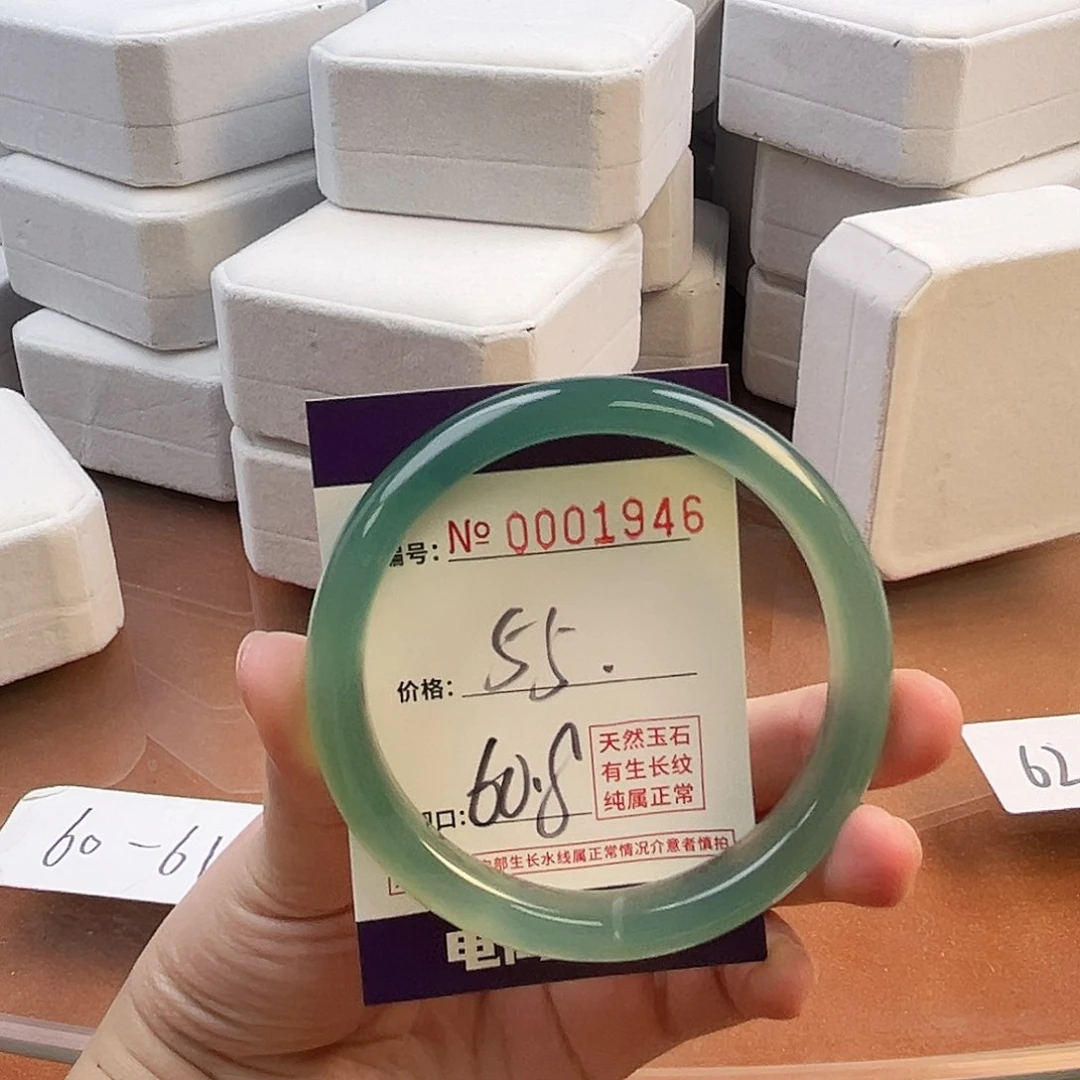 编号: № 0001946
价格: 55.
口: 60.8
天然玉石
有生长纹
纯属正常
部生长水线属正常情况介意者慎拍
电
60-61
62